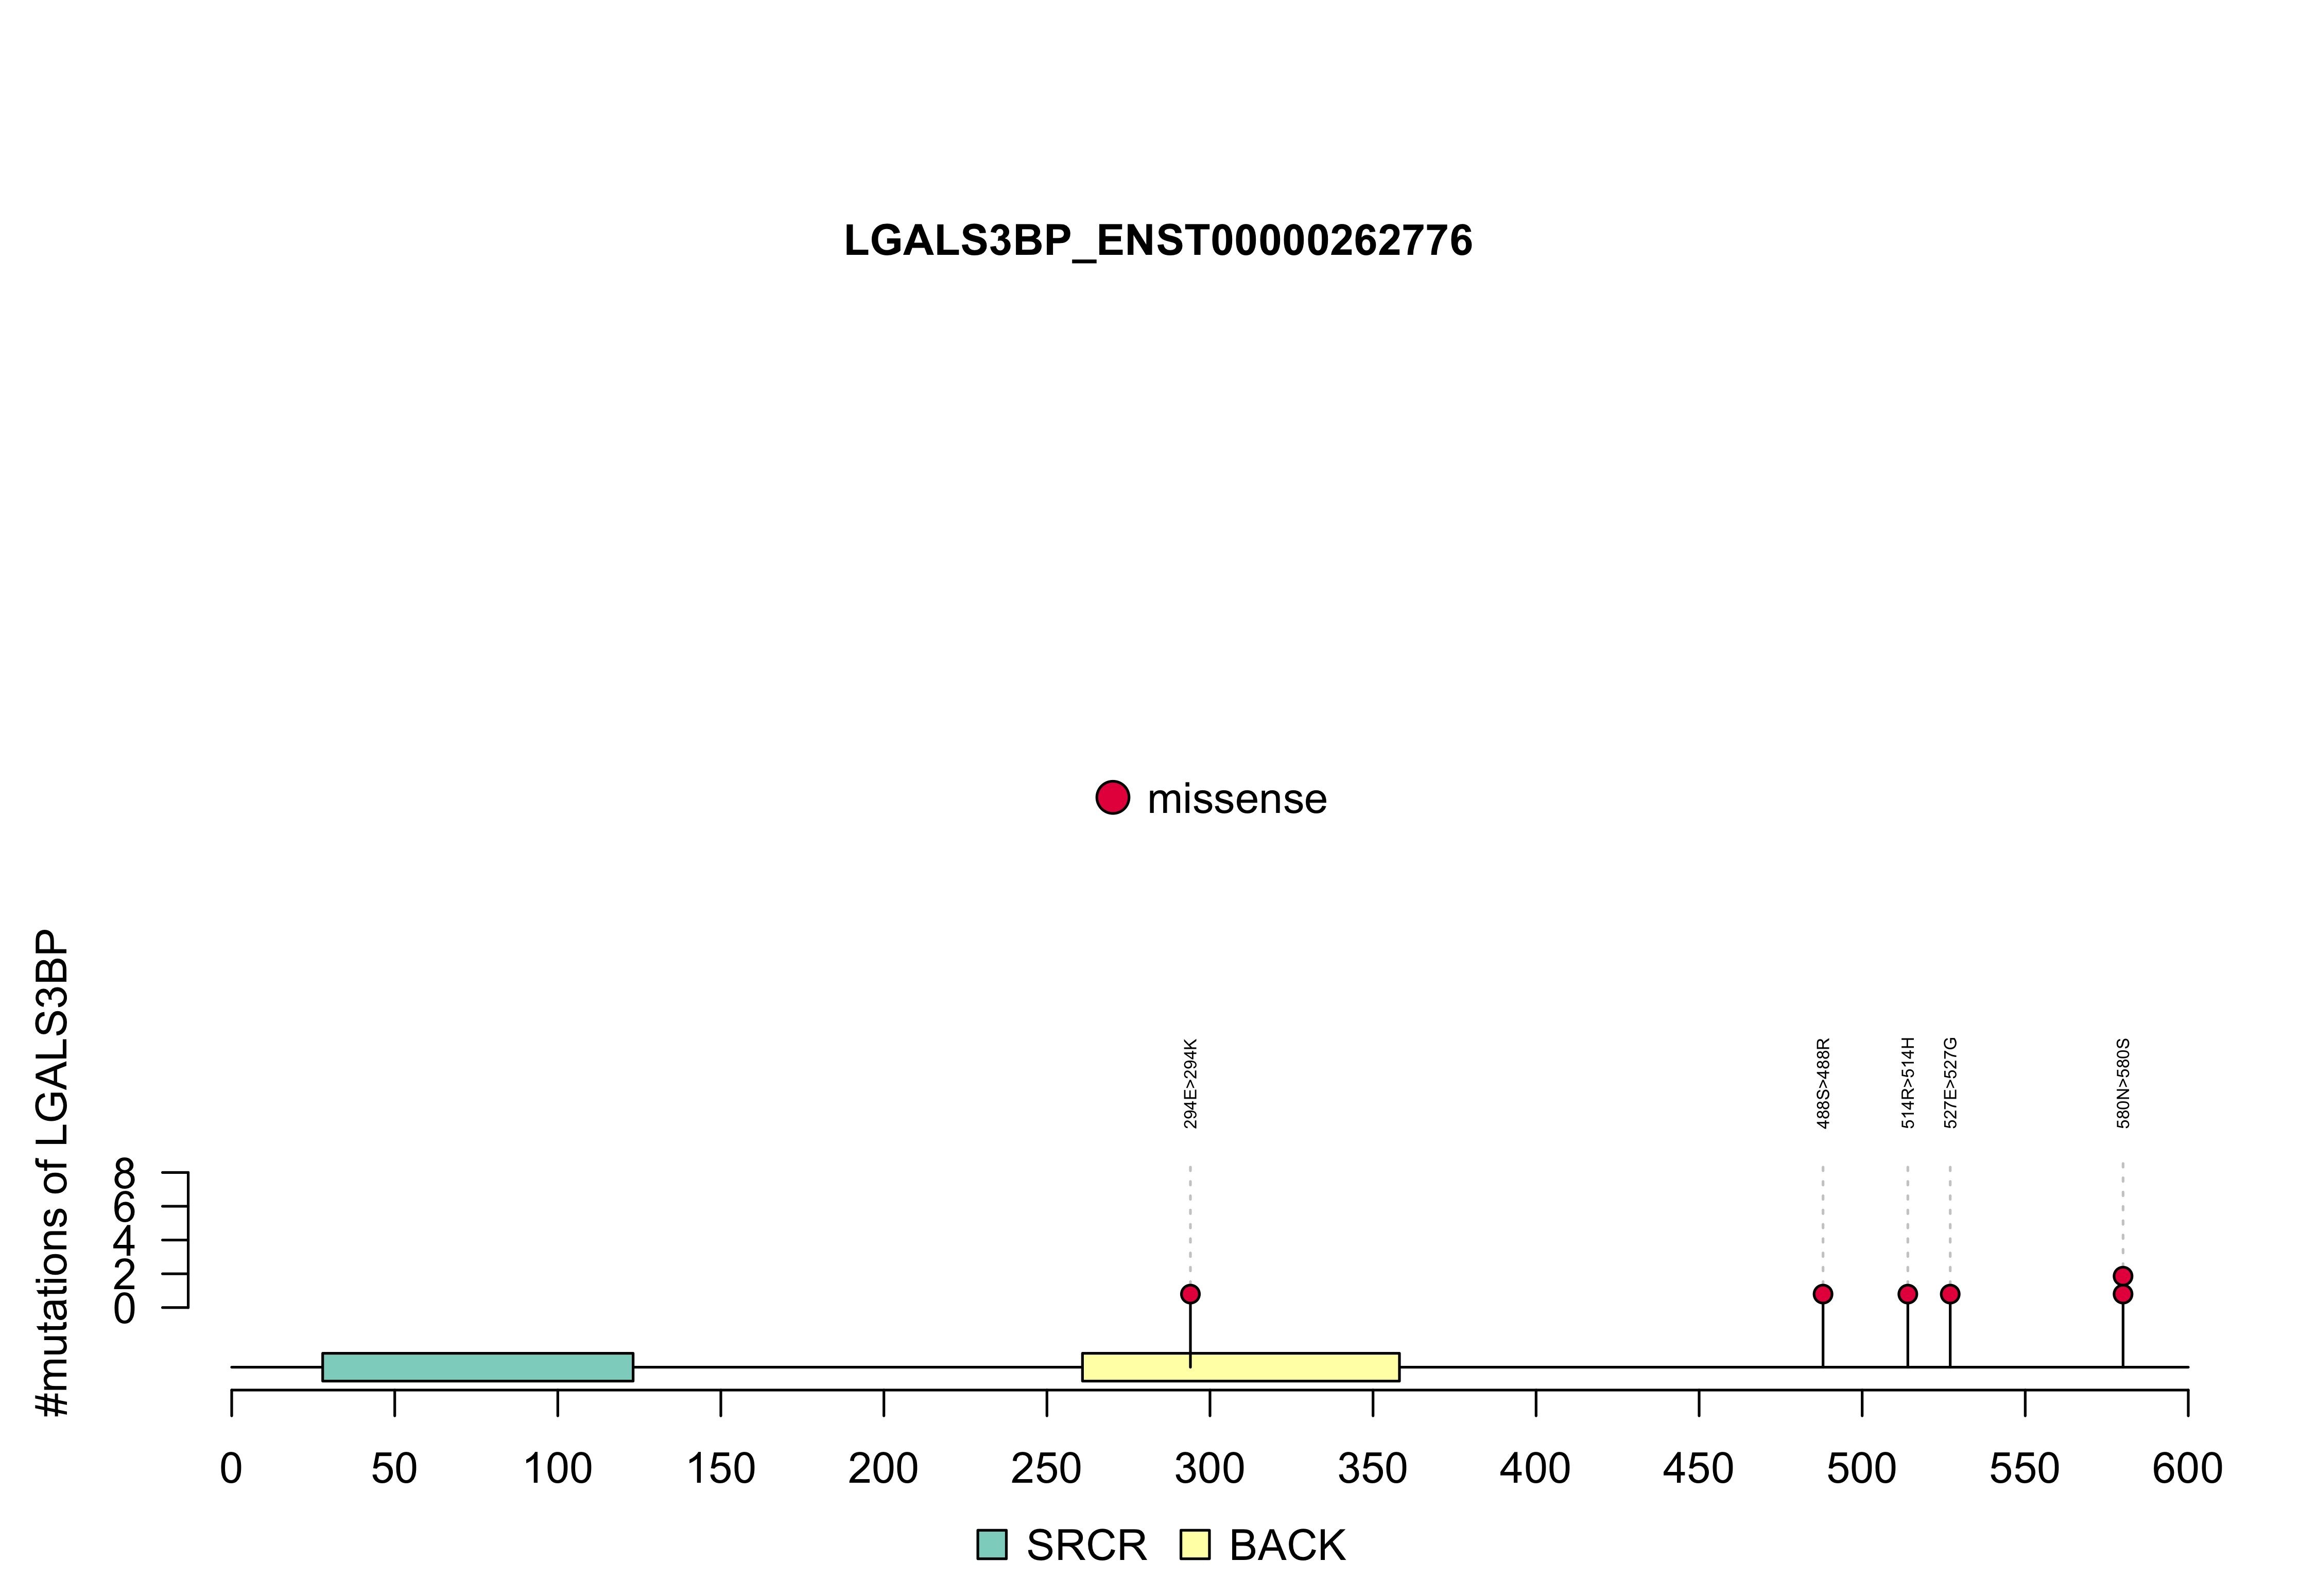 LGALS3BP_ENST00000262776
missense
#mutations of LGALS3BP
294E>294K
488S>488R
514R>514H
527E>527G
580N>580S
8
6
4
2
0
0 50 100 150 200 250 300 350 400 450 500 550 600
SRCR BACK